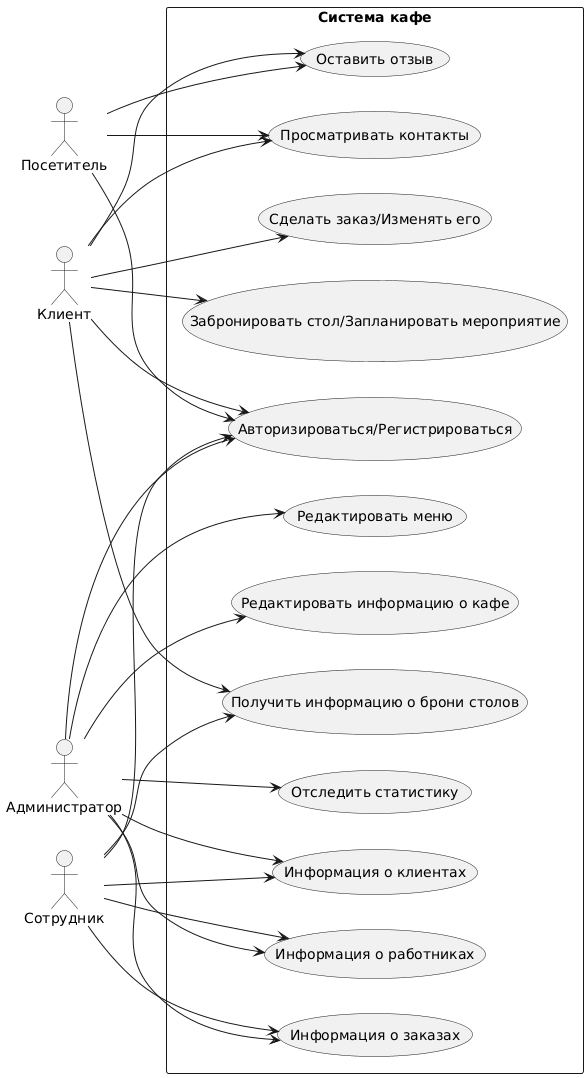 Система кафе
Оставить отзыв
Посетитель
Просматривать контакты
Сделать заказ/Изменять его
Клиент
Забронировать стол/Запланировать мероприятие
Авторизироваться/Регистрироваться
Редактировать меню
Редактировать информацию о кафе
Получить информацию о брони столов
Администратор
Отследить статистику
Информация о клиентах
Сотрудник
Информация о работниках
Информация о заказах